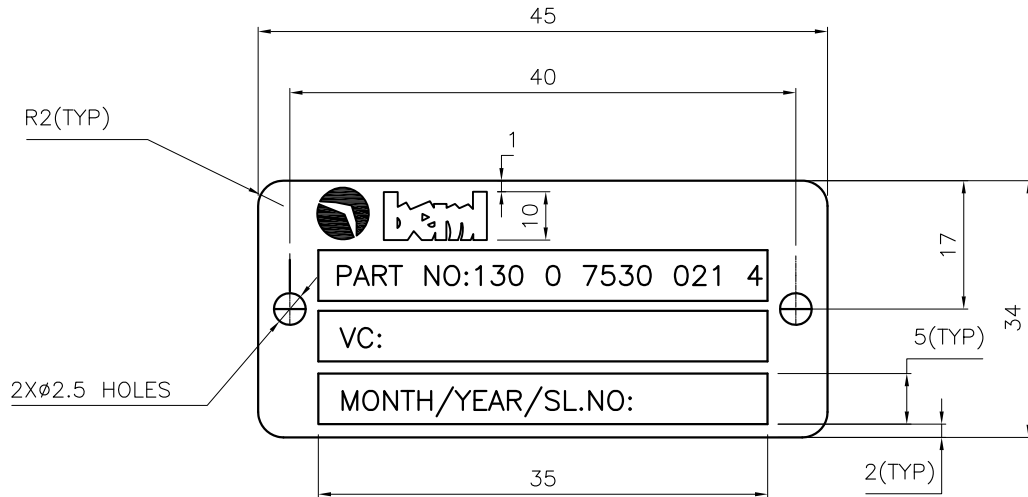 45
40
R2(TYP)
1
10
beml
17
34
PART NO:130 0 7530 021 4
VC:
5(TYP)
2XØ2.5 HOLES
MONTH/YEAR/SL.NO:
2(TYP)
35